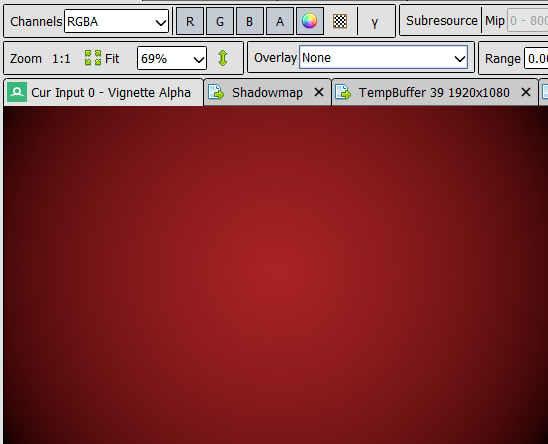 Channels RGBA R G B A γ Subresource Mip 0 - 800
Zoom 1:1 Fit 69% Overlay None Range 0.00
Cur Input 0 - Vignette Alpha Shadowmap TempBuffer 39 1920x1080